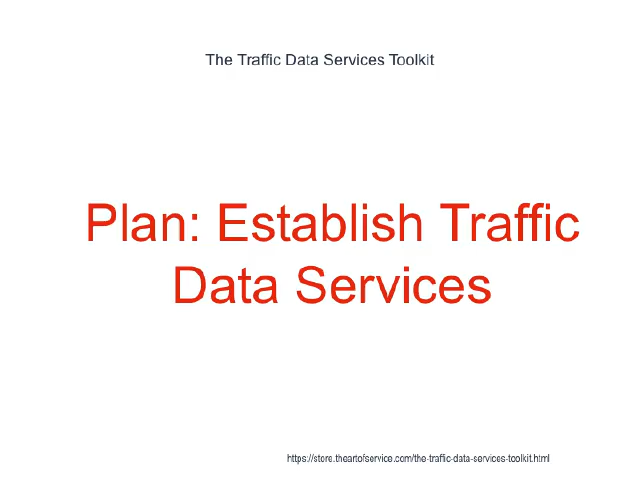 The Traffic Data Services Toolkit
Plan: Establish Traffic
Data Services
https://store.theartofservice.com/the-traffic-data-services-toolkit.html